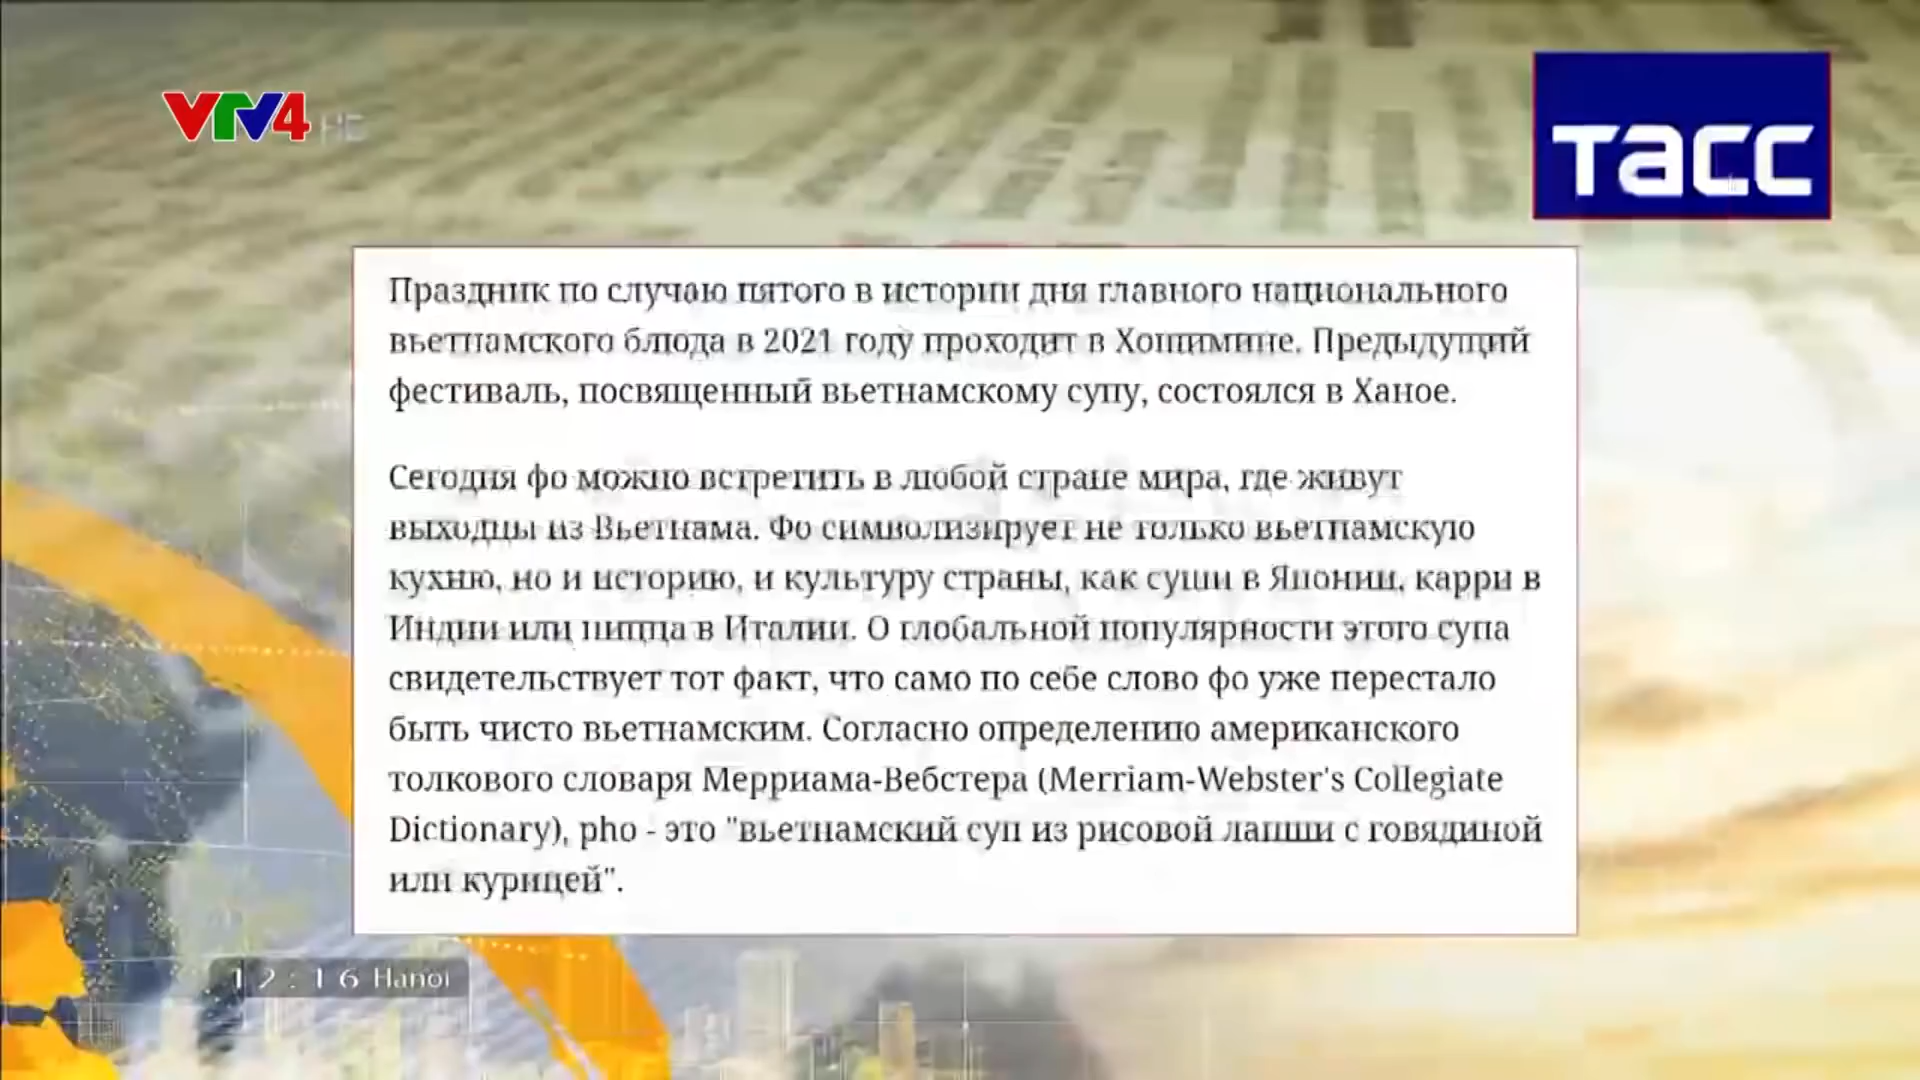 VTV4 HD
тасс
Праздник по случаю пятого в истории дня главного национального
вьетнамского блюда в 2021 году проходит в Хошимине. Предыдущий
фестиваль, посвященный вьетнамскому супу, состоялся в Ханое.
Сегодня фо можно встретить в любой стране мира, где живут
выходцы из Вьетнама. Фо символизирует не только вьетнамскую
кухню, но и историю, и культуру страны, как суши в Японии, карри в
Индии или пицца в Италии. О глобальной популярности этого супа
свидетельствует тот факт, что само по себе слово фо уже перестало
быть чисто вьетнамским. Согласно определению американского
толкового словаря Мерриама-Вебстера (Merriam-Webster's Collegiate
Dictionary), pho - это "вьетнамский суп из рисовой лапши с говядиной
или курицей".
12:16 Hanoi